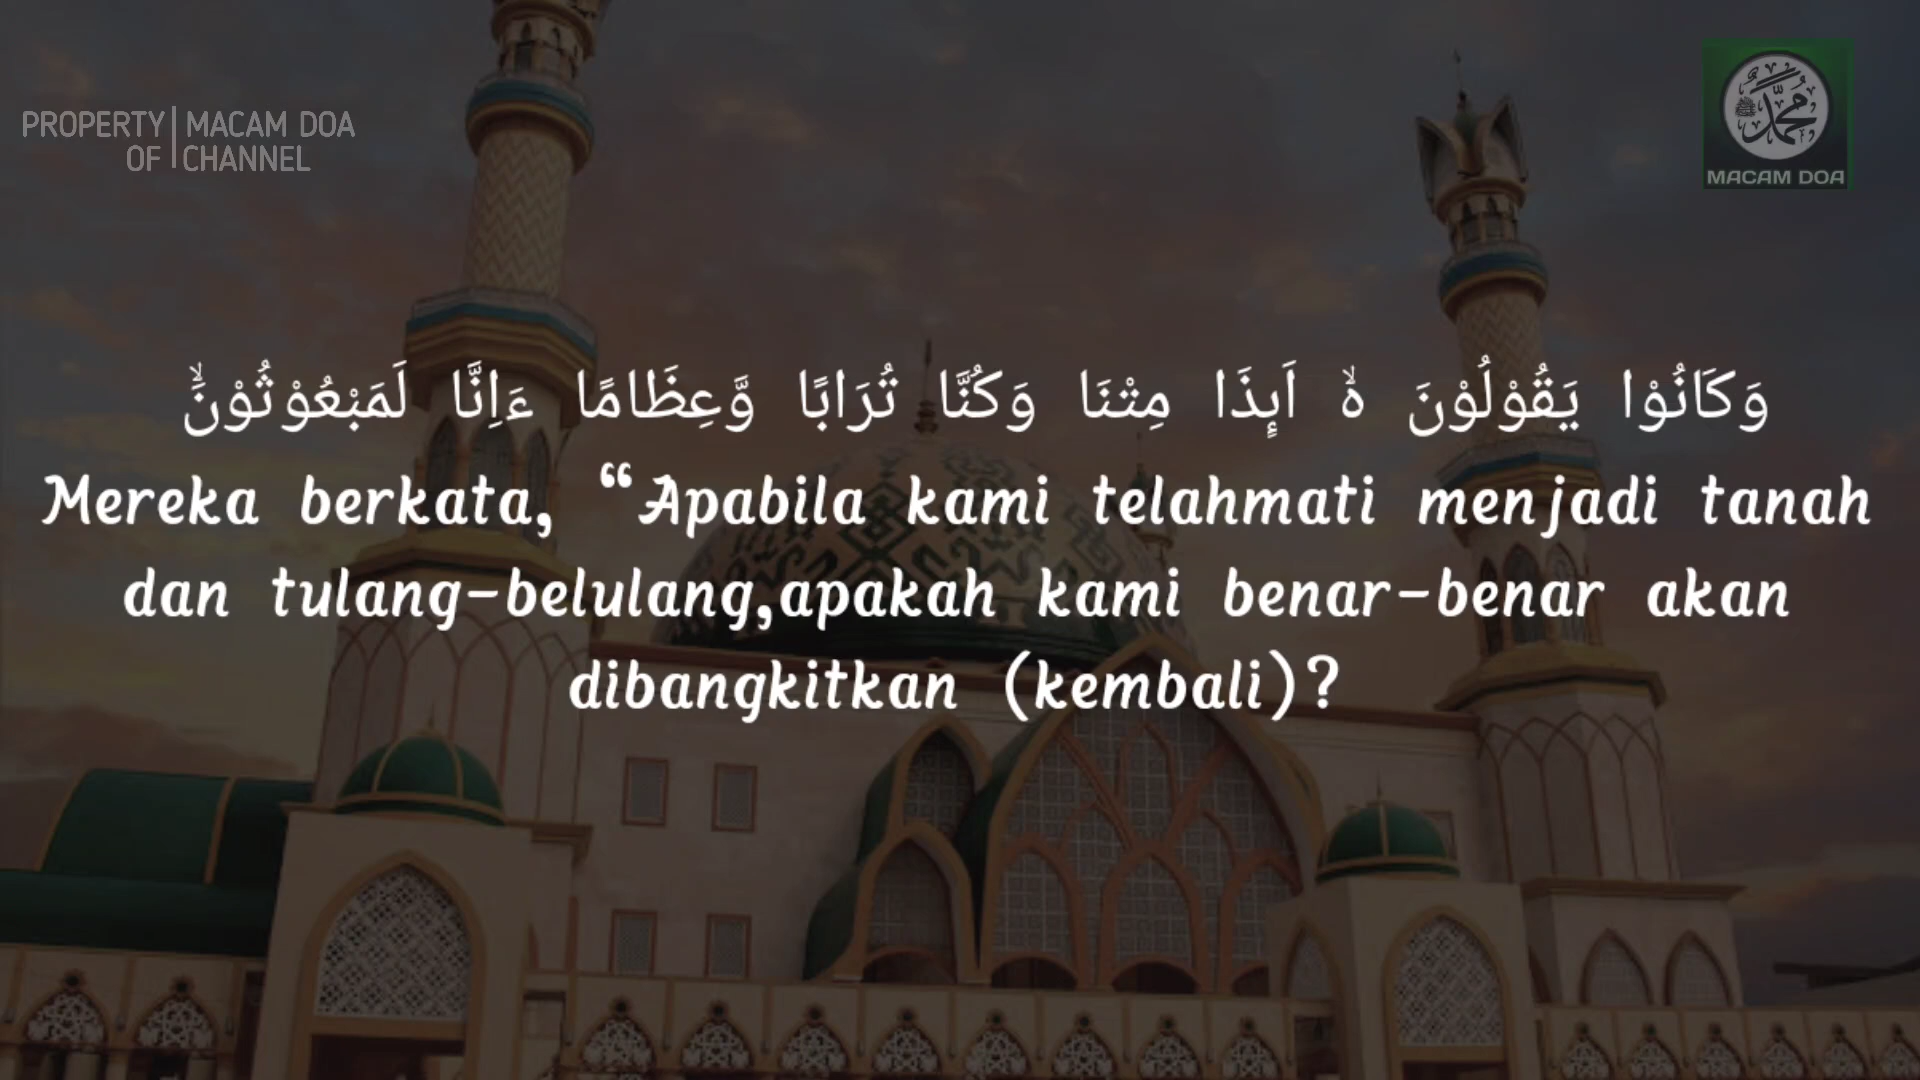 PROPERTY | MACAM DOA
OF | CHANNEL
محمد
MACAM DOA
وَكَانُوْا يَقُوْلُوْنَ ەۙ اَىِٕذَا مِتْنَا وَكُنَّا تُرَابًا وَّعِظَامًا ءَاِنَّا لَمَبْعُوْثُوْنَۙ
Mereka berkata, “Apabila kami telahmati menjadi tanah
dan tulang-belulang,apakah kami benar-benar akan
dibangkitkan (kembali)?